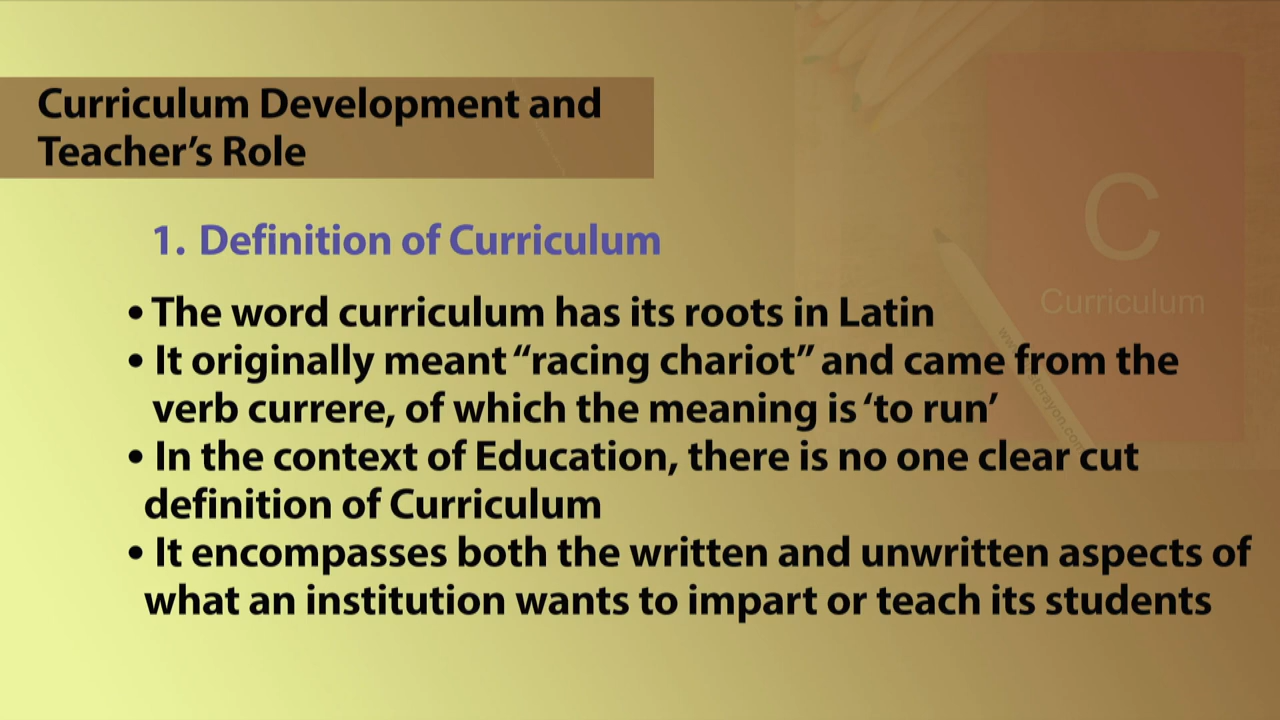 Curriculum Development and
Teacher’s Role
1. Definition of Curriculum
• The word curriculum has its roots in Latin
• It originally meant “racing chariot” and came from the
verb currere, of which the meaning is ‘to run’
• In the context of Education, there is no one clear cut
definition of Curriculum
• It encompasses both the written and unwritten aspects of
what an institution wants to impart or teach its students
C
Curriculum